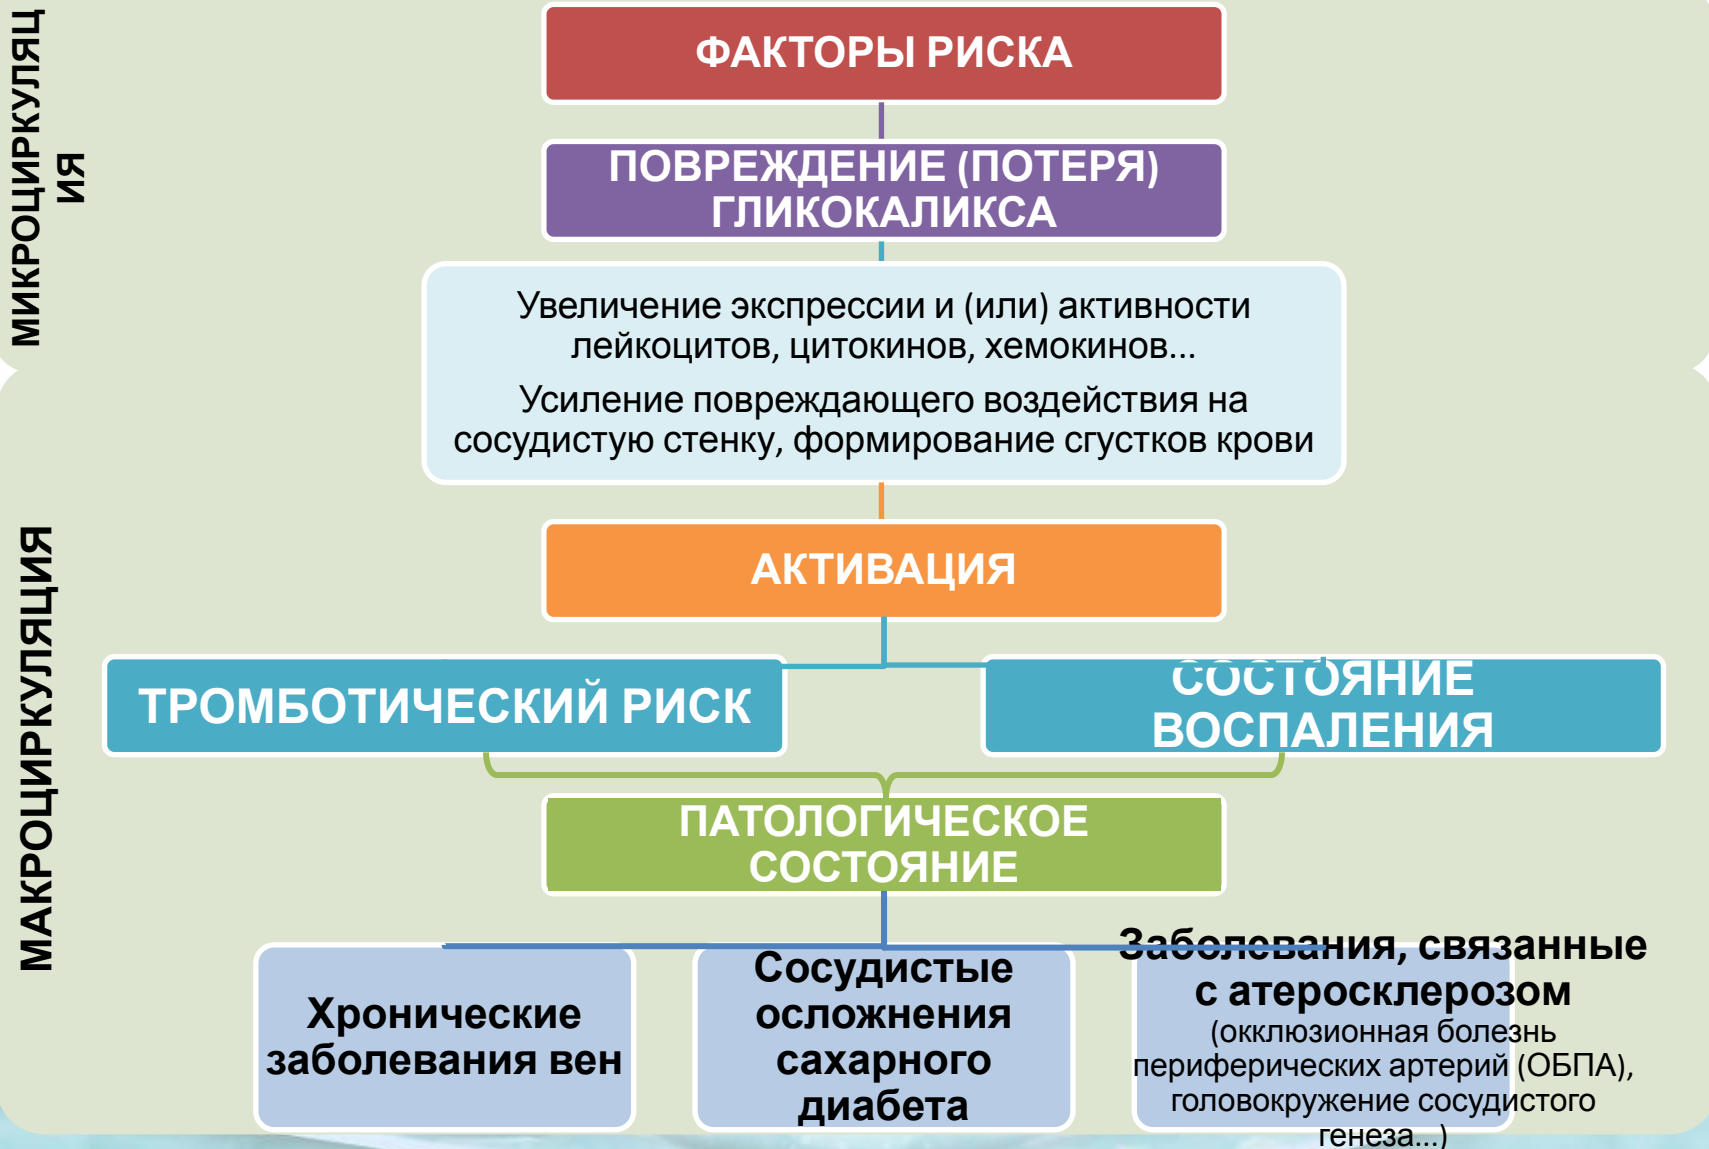 МИКРОЦИРКУЛЯЦ
ИЯ
ФАКТОРЫ РИСКА
ПОВРЕЖДЕНИЕ (ПОТЕРЯ)
ГЛИКОКАЛИКСА
Увеличение экспрессии и (или) активности
лейкоцитов, цитокинов, хемокинов...
Усиление повреждающего воздействия на
сосудистую стенку, формирование сгустков крови
МАКРОЦИРКУЛЯЦИЯ
АКТИВАЦИЯ
ТРОМБОТИЧЕСКИЙ РИСК
СОСТОЯНИЕ
ВОСПАЛЕНИЯ
ПАТОЛОГИЧЕСКОЕ
СОСТОЯНИЕ
Хронические
заболевания вен
Сосудистые
осложнения
сахарного
диабета
Заболевания, связанные
с атеросклерозом
(окклюзионная болезнь
периферических артерий (ОБПА),
головокружение сосудистого
генеза...)